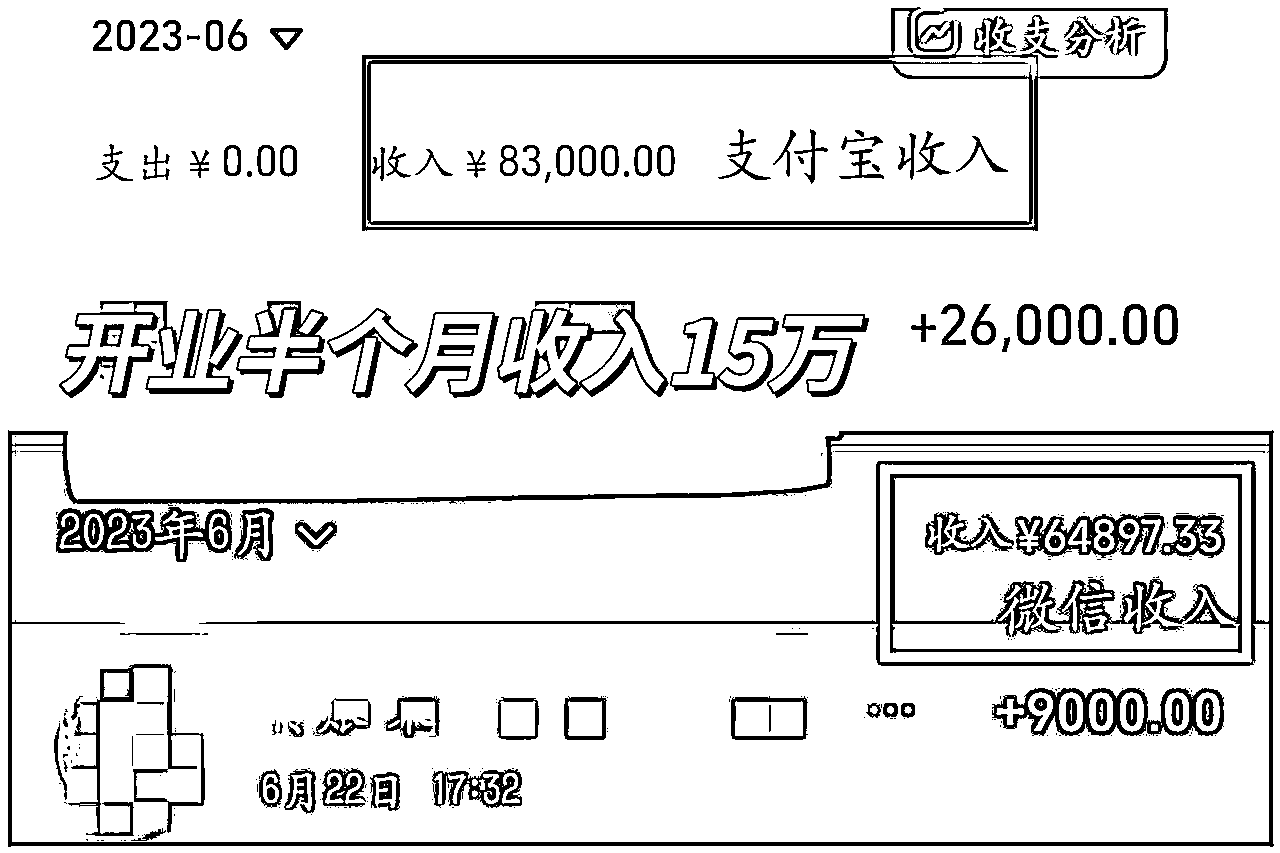 2023-06
收支分析
支出 ¥ 0.00 收入 ¥ 83,000.00 支付宝收入
开业半个月收入15万
+26,000.00
2023年6月
收入¥64897.33
微信收入
+9000.00
6月22日 17:32